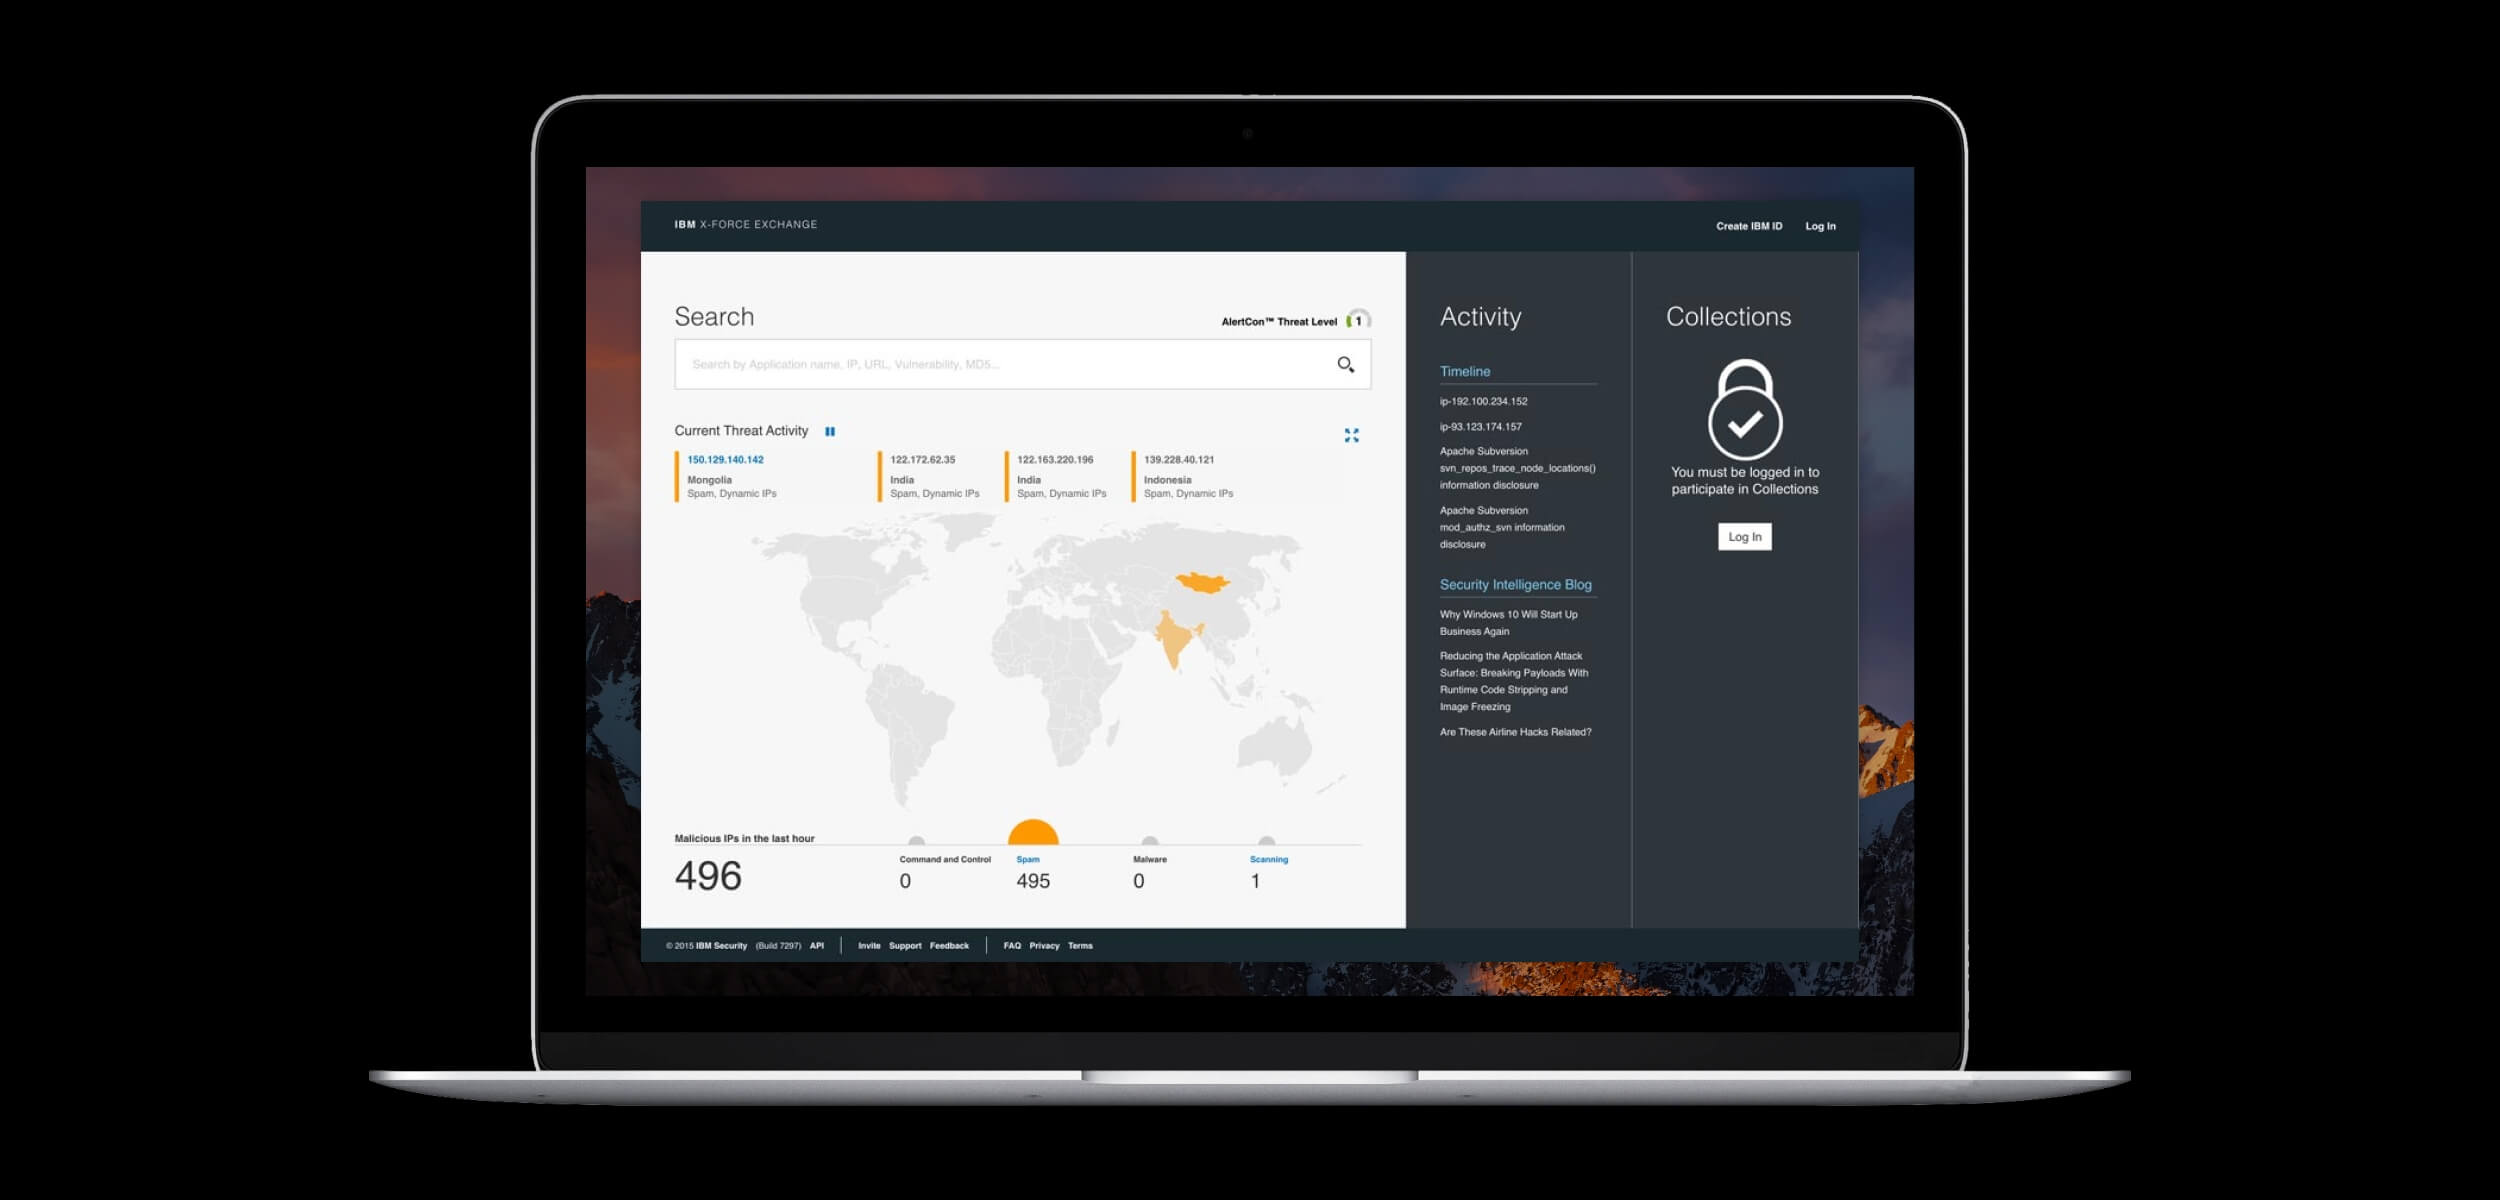 IBM X-FORCE EXCHANGE
Create IBM ID Log In
Search
AlertCon™ Threat Level 1
Search by Application name, IP, URL, Vulnerability, MD5...
Current Threat Activity
150.129.140.142
Mongolia
Spam, Dynamic IPs
122.172.62.35
India
Spam, Dynamic IPs
122.163.220.196
India
Spam, Dynamic IPs
139.228.40.121
Indonesia
Spam, Dynamic IPs
Malicious IPs in the last hour
496
Command and Control
0
Spam
495
Malware
0
Scanning
1
Activity
Timeline
ip-192.100.234.152
ip-93.123.174.157
Apache Subversion
svn_repos_trace_node_locations()
information disclosure
Apache Subversion
mod_authz_svn information
disclosure
Security Intelligence Blog
Why Windows 10 Will Start Up
Business Again
Reducing the Application Attack
Surface: Breaking Payloads With
Runtime Code Stripping and
Image Freezing
Are These Airline Hacks Related?
Collections
You must be logged in to
participate in Collections
Log In
© 2015 IBM Security (Build 7297) API Invite Support Feedback FAQ Privacy Terms